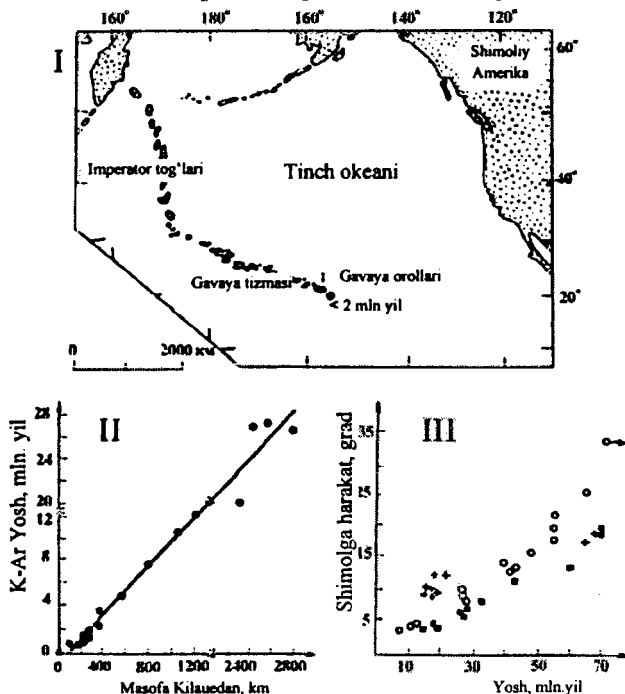 160° 180° 160° 140° 120°
I
Shimoliy
Amerika
60°
Imperator tog'lari
Tinch okeani
40°
Gavaya tizmasi
Gavaya orollari
< 2 mln yil
20°
0 2000 км
II
K-Ar Yosh, mln. yil
28
24
20
12
8
4
0
0 400 800 1200 2400 2800
Masofa Kilauedan, km
III
Shimolga harakat, grad
35
25
15
5
10 30 50 70
Yosh, mln.yil